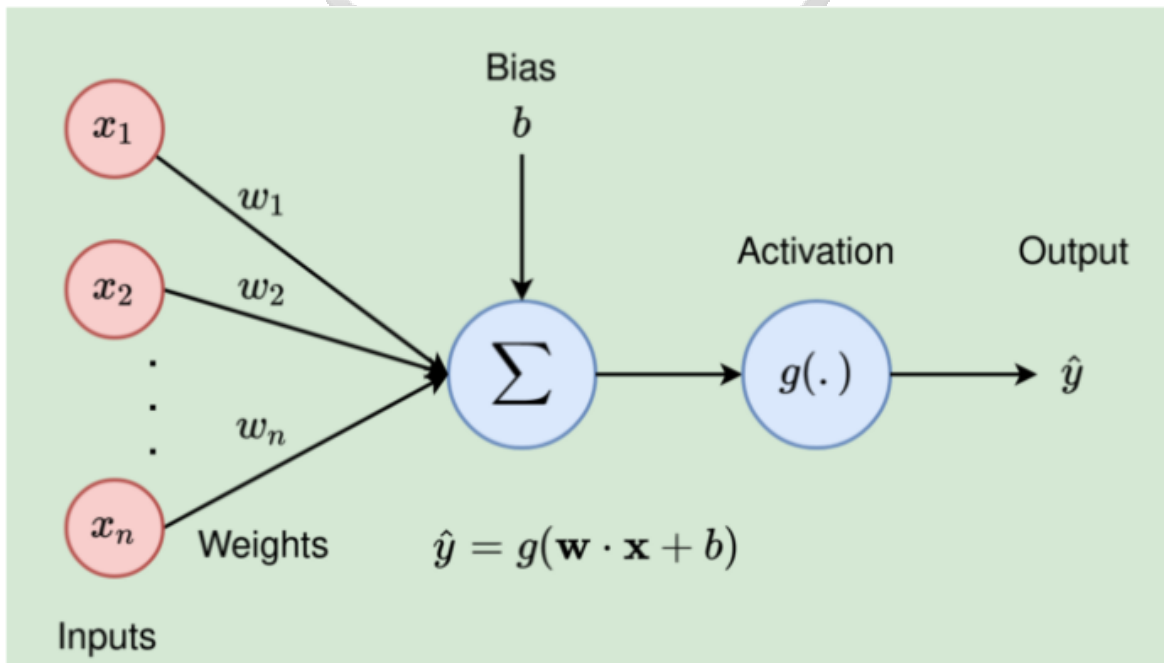 Bias
b
x₁
w₁
Activation
Output
x₂
w₂
∑
g(.)
ŷ
wₙ
xₙ
Weights
ŷ = g(w · x + b)
Inputs